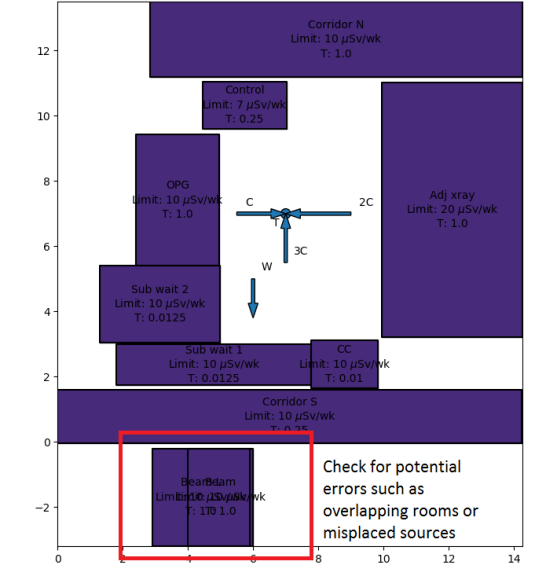 Corridor N
Limit: 10 μSv/wk
T: 1.0
12
Control
Limit: 7 μSv/wk
T: 0.25
10
OPG
Limit: 10 μSv/wk
T: 1.0
8
C
2C
T
3C
W
Adj xray
Limit: 20 μSv/wk
T: 1.0
6
Sub wait 2
Limit: 10 μSv/wk
T: 0.0125
4
Sub wait 1
Limit: 10 μSv/wk
T: 0.0125
CC
Limit: 10 μSv/wk
T: 0.01
2
Corridor S
Limit: 10 μSv/wk
T: 0.25
0
Check for potential
errors such as
overlapping rooms or
misplaced sources
−2
0 2 4 6 8 10 12 14